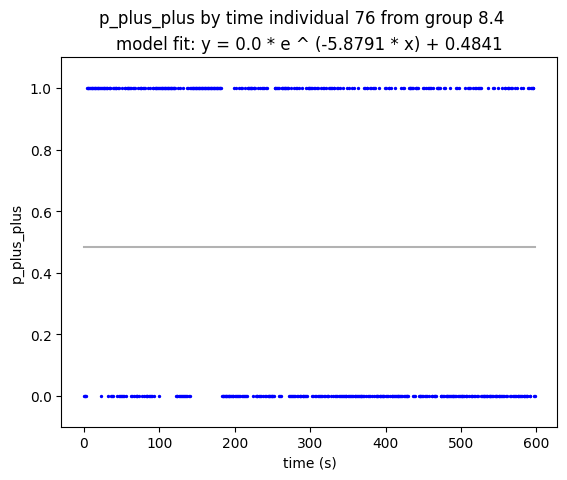 p_plus_plus by time individual 76 from group 8.4
model fit: y = 0.0 * e ^ (-5.8791 * x) + 0.4841
1.0
0.8
0.6
0.4
0.2
0.0
p_plus_plus
0 100 200 300 400 500 600
time (s)